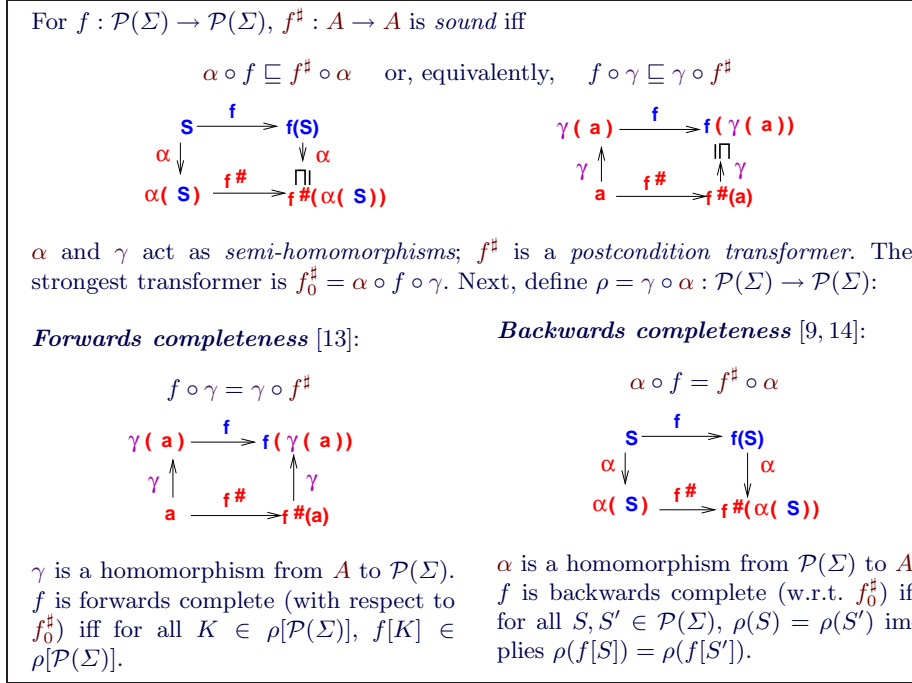 For f : P(Σ) → P(Σ), f♯ : A → A is sound iff
α ∘ f ⊑ f♯ ∘ α or, equivalently, f ∘ γ ⊑ γ ∘ f♯
f
S f(S)
α α
f#
α( S) f#(α( S))
f
γ( a) f(γ( a))
γ γ
f#
a f#(a)
α and γ act as semi-homomorphisms; f♯ is a postcondition transformer. The
strongest transformer is f♯₀ = α ∘ f ∘ γ. Next, define ρ = γ ∘ α : P(Σ) → P(Σ):
Forwards completeness [13]:
f ∘ γ = γ ∘ f♯
f
γ( a) f(γ( a))
γ γ
f#
a f#(a)
γ is a homomorphism from A to P(Σ).
f is forwards complete (with respect to
f♯₀) iff for all K ∈ ρ[P(Σ)], f[K] ∈
ρ[P(Σ)].
Backwards completeness [9, 14]:
α ∘ f = f♯ ∘ α
f
S f(S)
α α
f#
α( S) f#(α( S))
α is a homomorphism from P(Σ) to A
f is backwards complete (w.r.t. f♯₀) if
for all S, S′ ∈ P(Σ), ρ(S) = ρ(S′) im-
plies ρ(f[S]) = ρ(f[S′]).